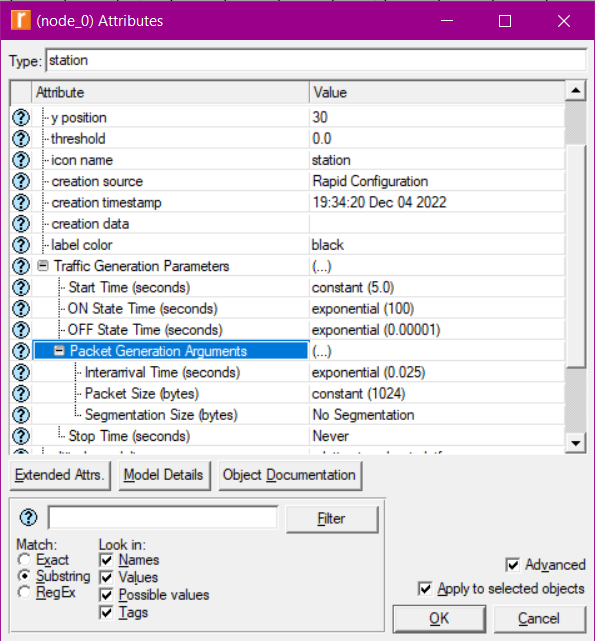 (node_0) Attributes
Type: station
Attribute Value
y position 30
threshold 0.0
icon name station
creation source Rapid Configuration
creation timestamp 19:34:20 Dec 04 2022
creation data
label color black
Traffic Generation Parameters (...)
Start Time (seconds) constant (5.0)
ON State Time (seconds) exponential (100)
OFF State Time (seconds) exponential (0.00001)
Packet Generation Arguments (...)
Interarrival Time (seconds) exponential (0.025)
Packet Size (bytes) constant (1024)
Segmentation Size (bytes) No Segmentation
Stop Time (seconds) Never
Extended Attrs. Model Details Object Documentation
Filter
Match: Look in:
Exact Names
Substring Values
RegEx Possible values
Tags
Advanced
Apply to selected objects
OK Cancel